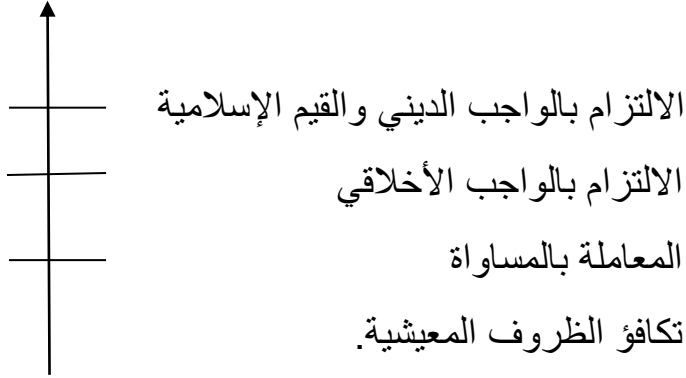 الالتزام بالواجب الديني والقيم الإسلامية
الالتزام بالواجب الأخلاقي
المعاملة بالمساواة
تكافؤ الظروف المعيشية.